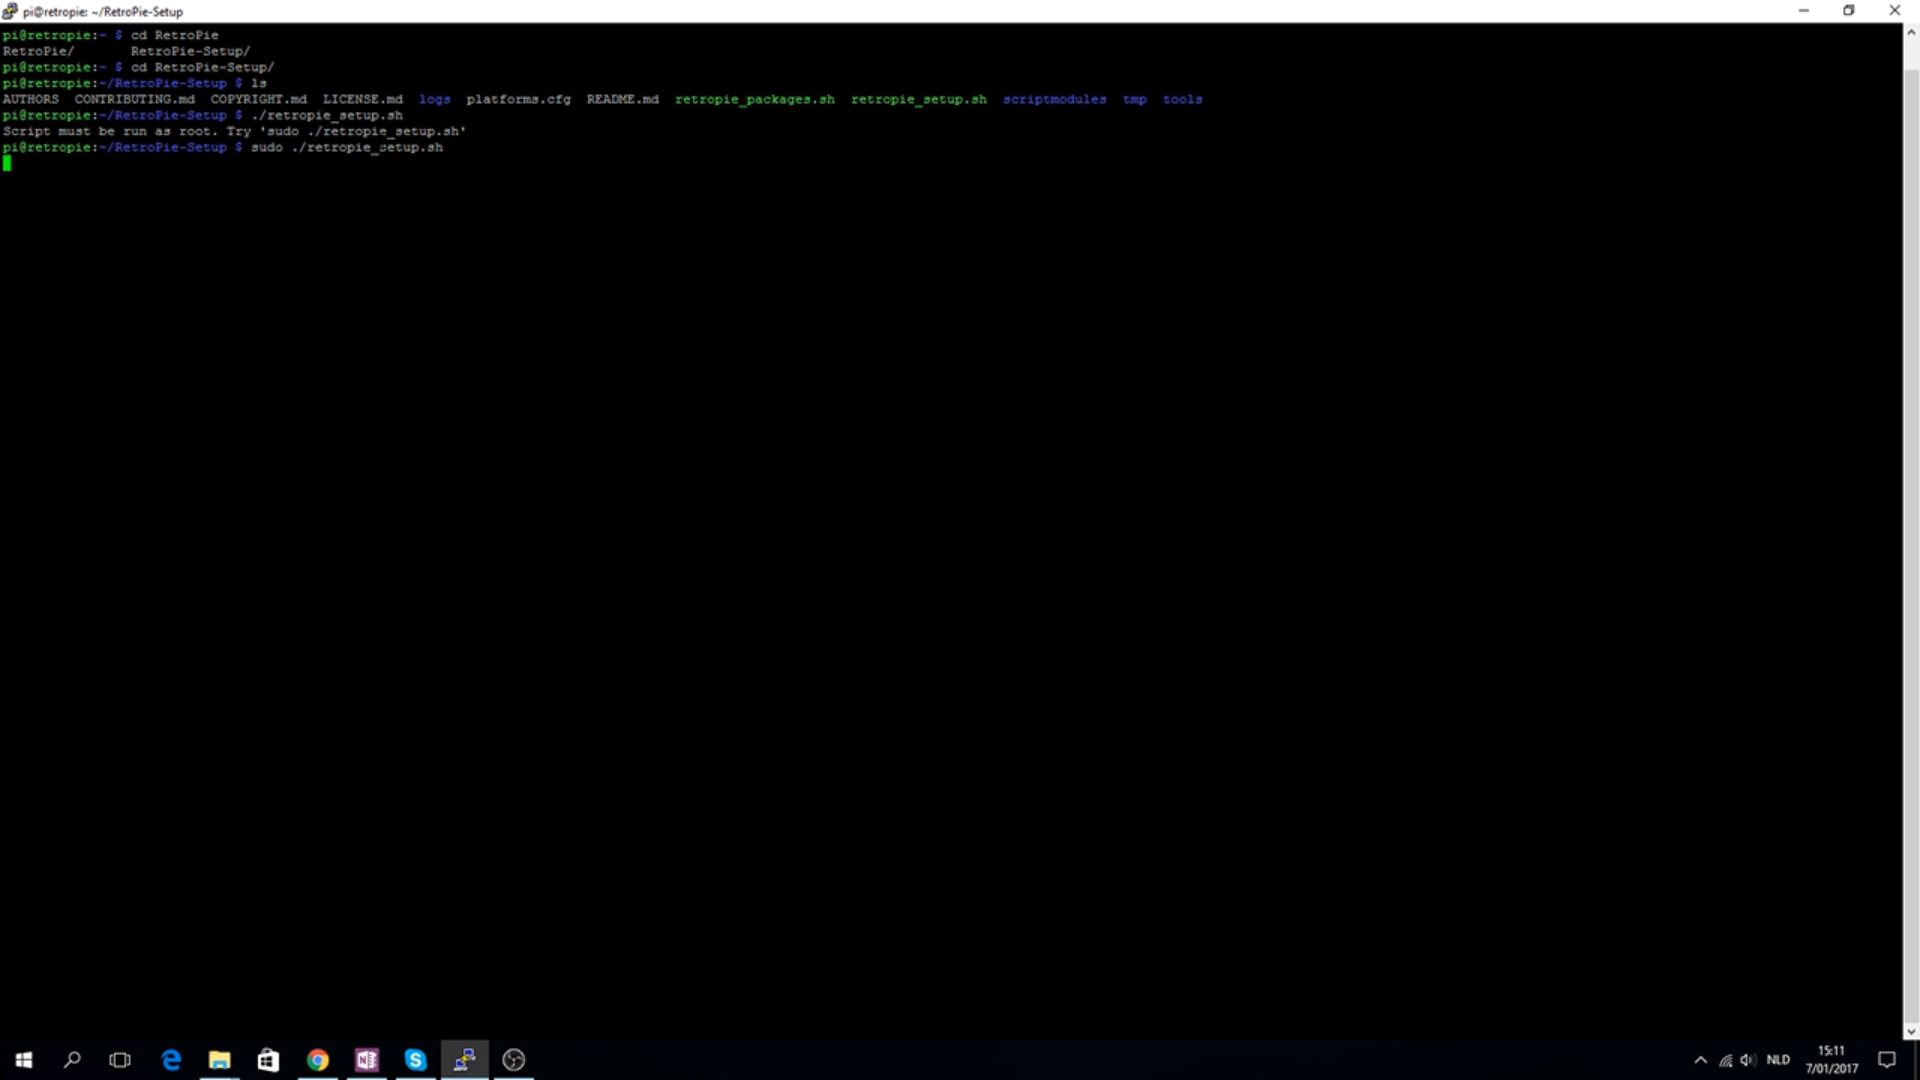 pi@retropie: ~/RetroPie-Setup
pi@retropie:~ $ cd RetroPie
RetroPie/ RetroPie-Setup/
pi@retropie:~ $ cd RetroPie-Setup/
pi@retropie:~/RetroPie-Setup $ ls
AUTHORS CONTRIBUTING.md COPYRIGHT.md LICENSE.md logs platforms.cfg README.md retropie_packages.sh retropie_setup.sh scriptmodules tmp tools
pi@retropie:~/RetroPie-Setup $ ./retropie_setup.sh
Script must be run as root. Try 'sudo ./retropie_setup.sh'
pi@retropie:~/RetroPie-Setup $ sudo ./retropie_setup.sh
NLD
15:11
7/01/2017